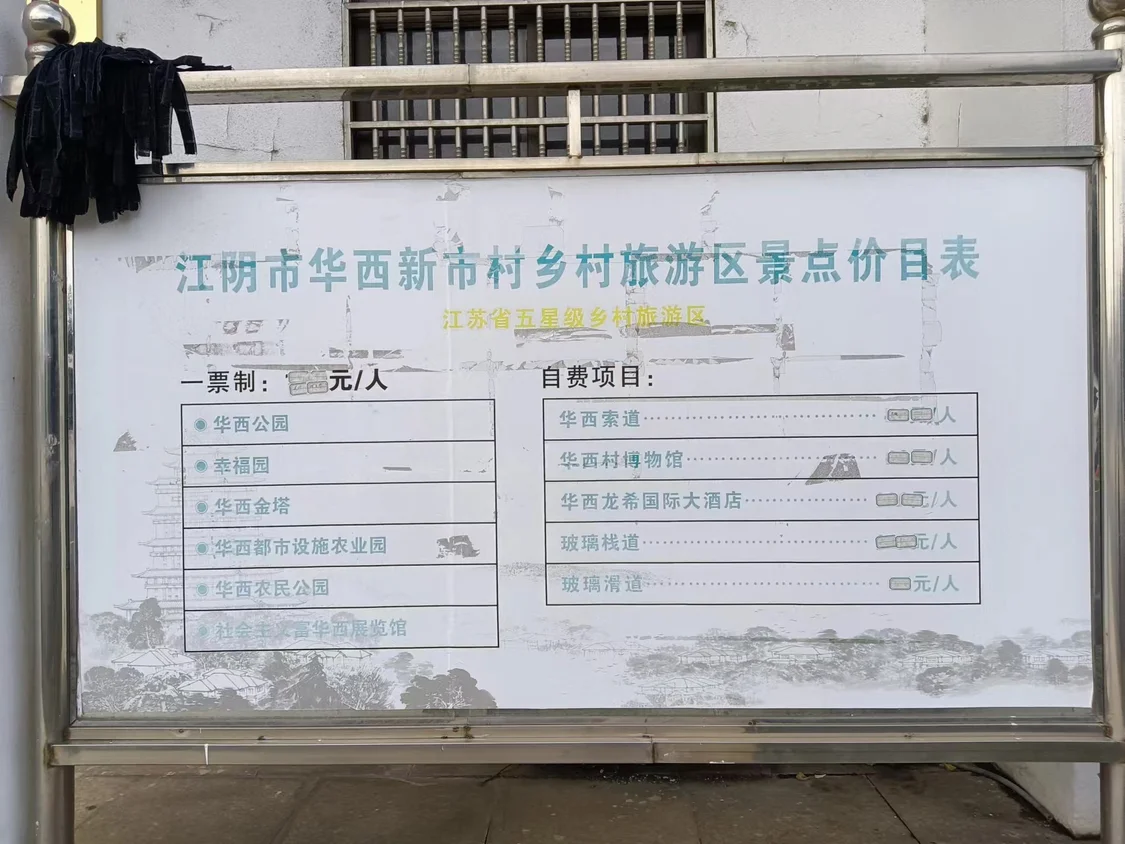 江阴市华西新市村乡村旅游区景点价目表
江苏省五星级乡村旅游区
一票制：元/人
华西公园
幸福园
华西金塔
华西都市设施农业园
华西农民公园
社会主义富华西展览馆
自费项目：
华西索道 /人
华西村博物馆 /人
华西龙希国际大酒店 元/人
玻璃栈道 元/人
玻璃滑道 元/人